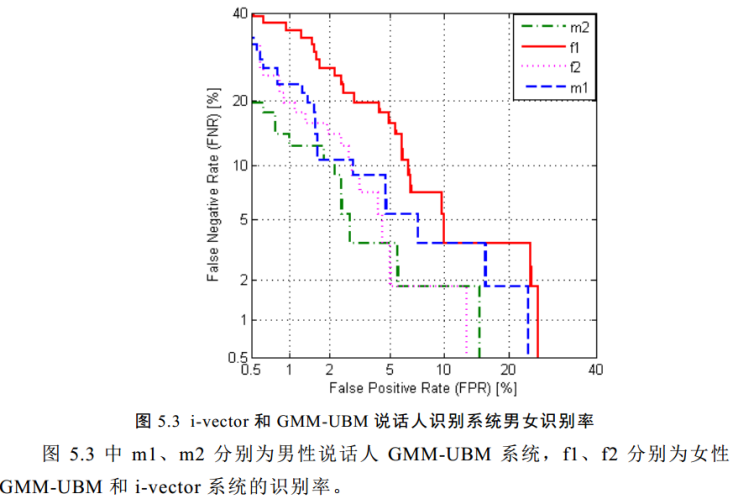 40
20
10
5
2
1
0.5
False Negative Rate (FNR) [%]
m2
f1
f2
m1
0.5 1 2 5 10 20 40
False Positive Rate (FPR) [%]
图 5.3 i-vector 和 GMM-UBM 说话人识别系统男女识别率
图 5.3 中 m1、m2 分别为男性说话人 GMM-UBM 系统，f1、f2 分别为女性
GMM-UBM 和 i-vector 系统的识别率。